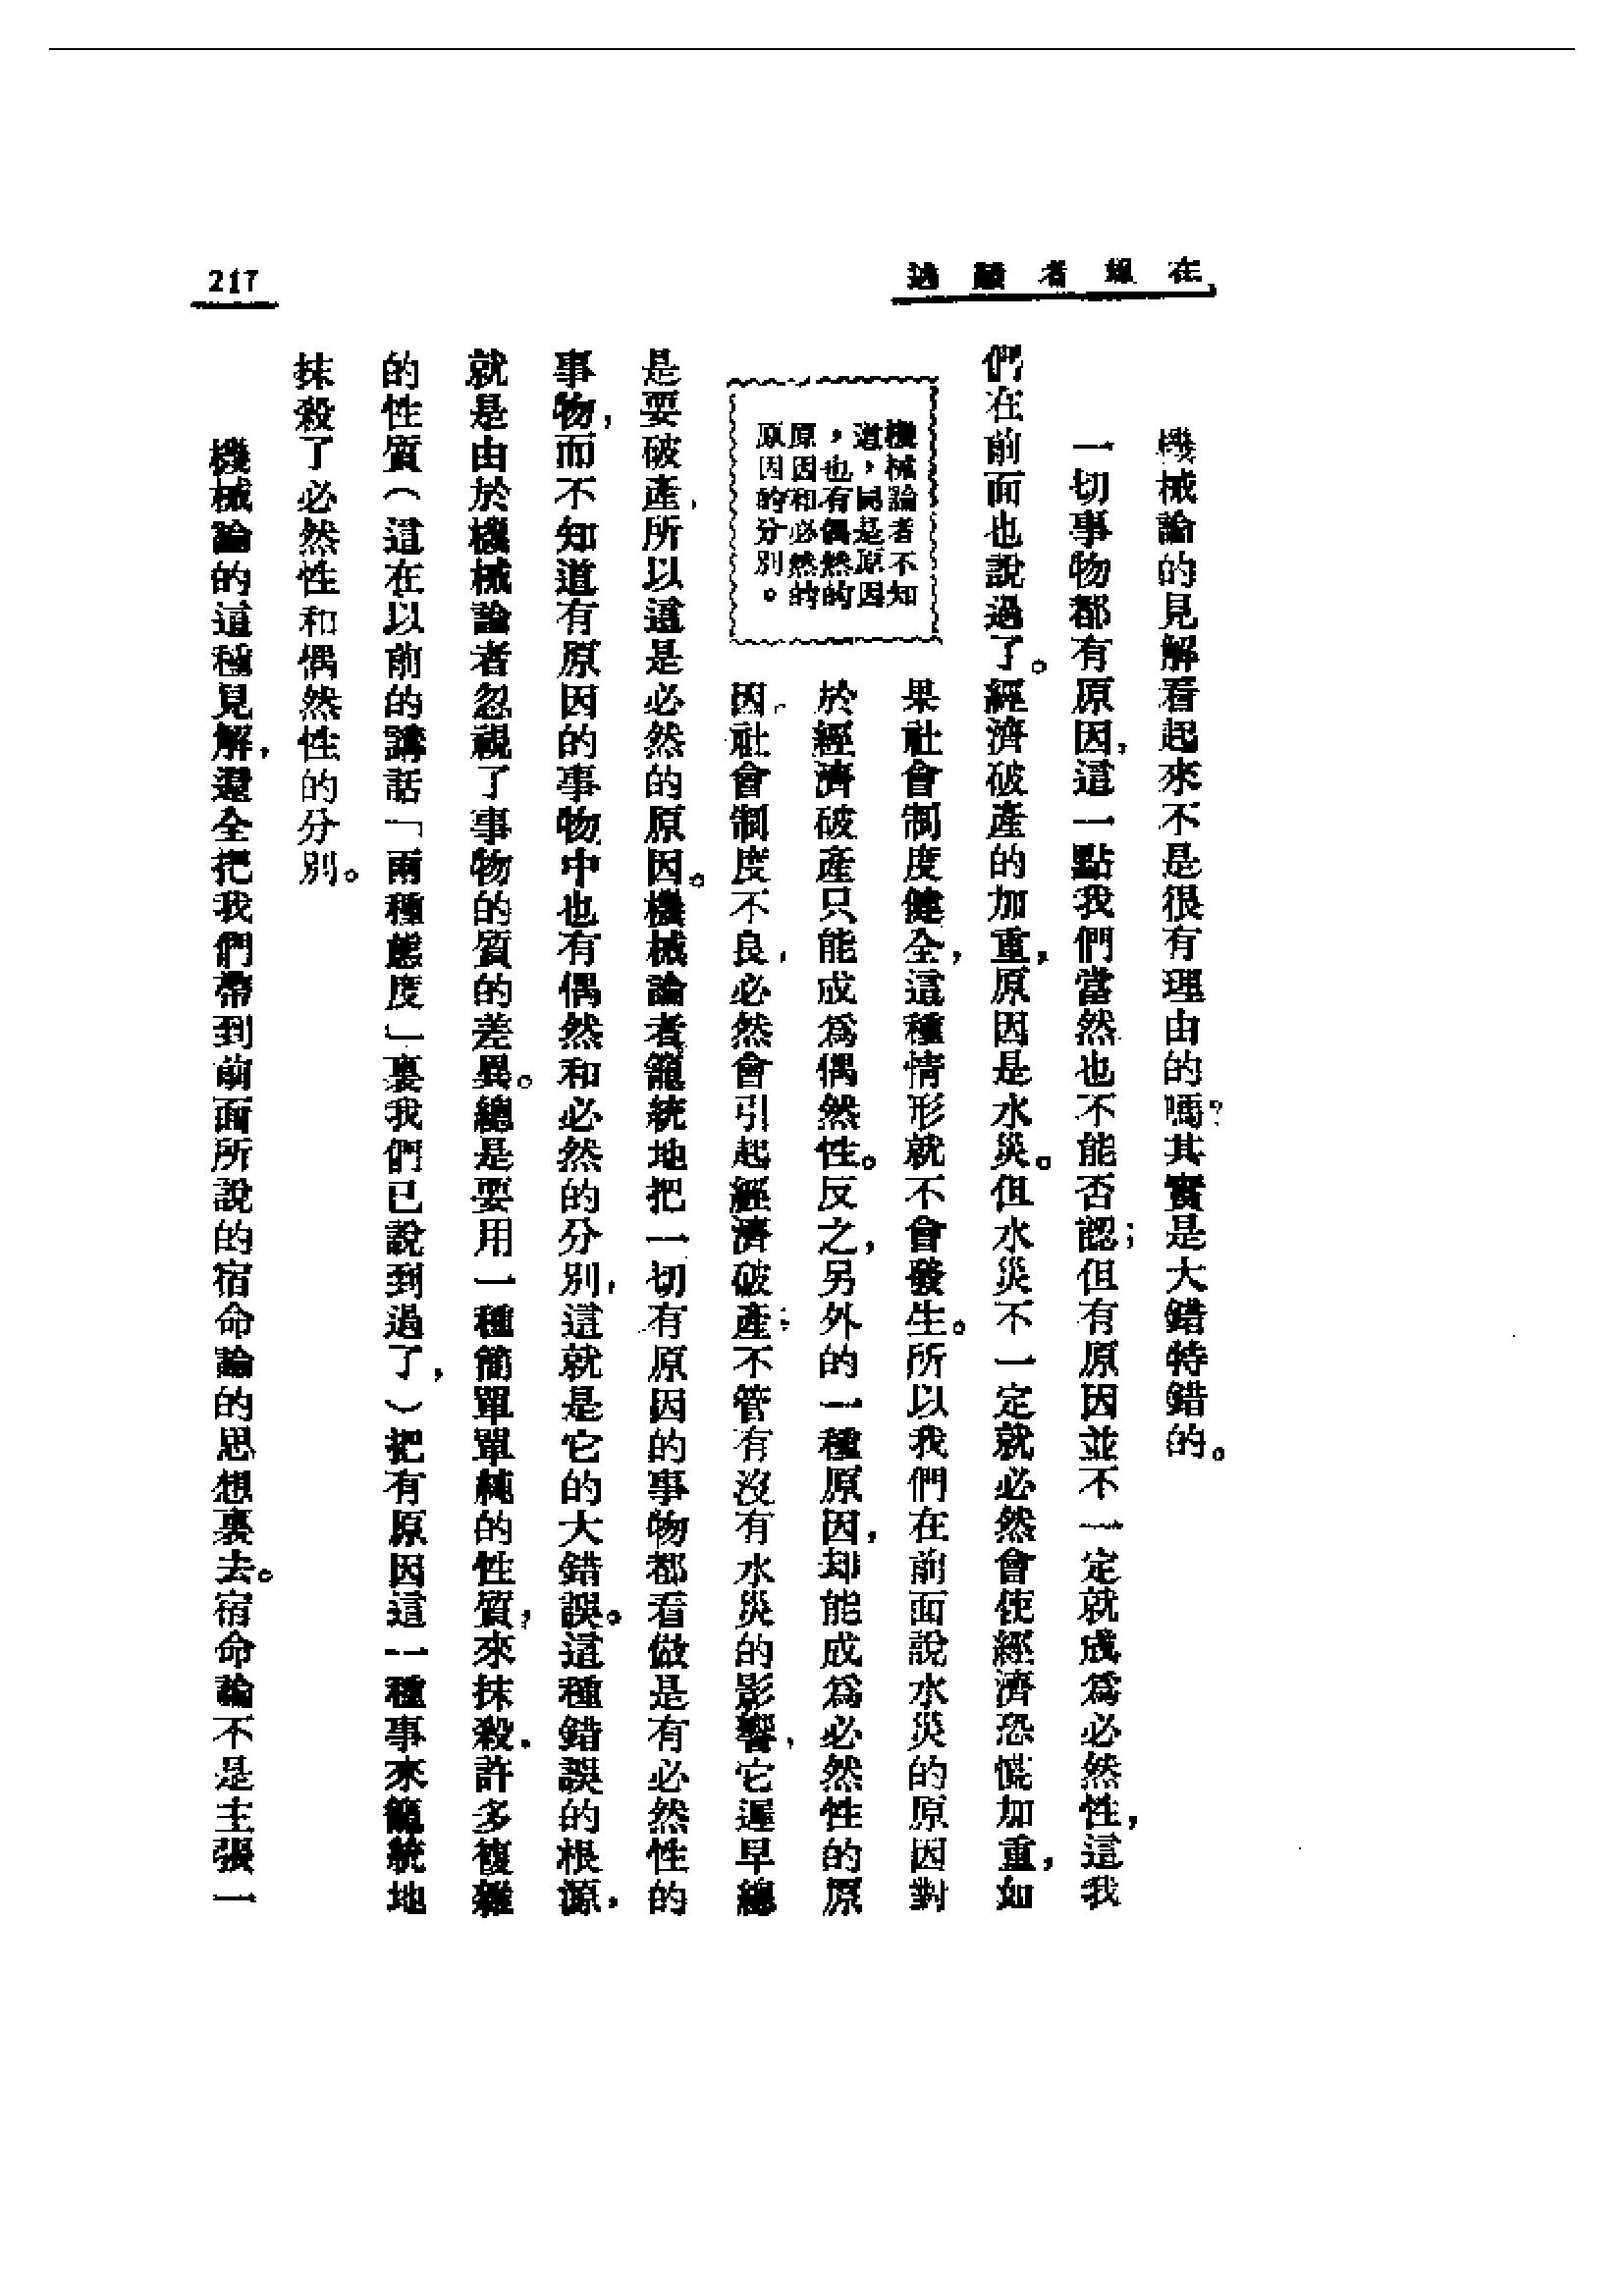 在 者
217
機械論的見解看起來不是很有理由的嗎？其實是大錯特錯的。
一切事物都有原因，這一點我們當然也不能否認；但有原因並不一定就成爲必然性，這我
們在前面也說過了。經濟破產的加重，原因是水災。但水災不一定就必然會使經濟恐慌加重，如
果社會制度健全，這種情形就不會發生。所以我們在前面說水災的原因對
於經濟破產只能成爲偶然性。反之，另外的一種原因，却能成爲必然性的原
因。社會制度不良，必然會引起經濟破產；不管有沒有水災的影響，它遲早總
機械論者不知
道，同是原因
，也有偶然的
原因和必然的
原因的分別。
是要破產，所以這是必然的原因。機械論者籠統地把一切有原因的事物都看做是有必然性的
事物，而不知道有原因的事物中也有偶然和必然的分別，這就是它的大錯誤。這種錯誤的根源，
就是由於機械論者忽視了事物的質的差異。總是要用一種簡單單純的性質，來抹殺許多複雜
的性質（這在以前的講話「兩種態度」裏我們已說到過了，）把有原因這一種事來籠統地
抹殺了必然性和偶然性的分別。
機械論的這種見解，還全把我們帶到前面所說的宿命論的思想裏去。宿命論不是主張一